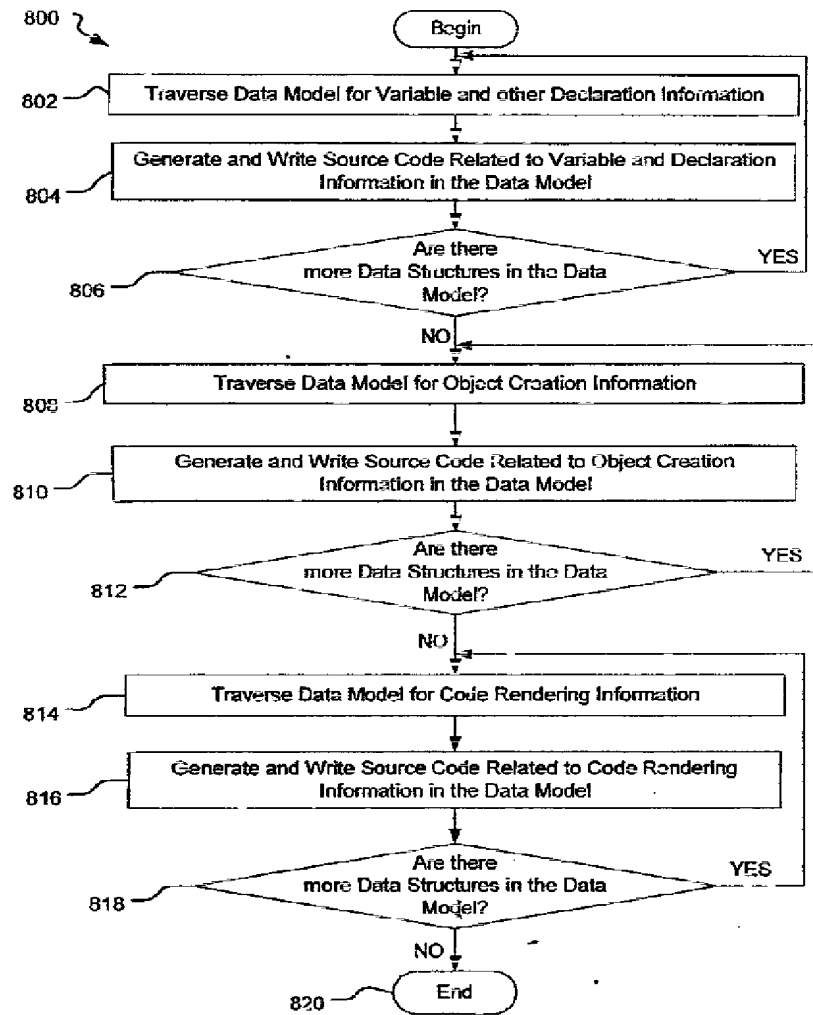 800
Begin
802
Traverse Data Model for Variable and other Declaration Information
804
Generate and Write Source Code Related to Variable and Declaration
Information in the Data Model
806
Are there
more Data Structures in the Data
Model?
YES
NO
808
Traverse Data Model for Object Creation Information
810
Generate and Write Source Code Related to Object Creation
Information in the Data Model
812
Are there
more Data Structures in the Data
Model?
YES
NO
814
Traverse Data Model for Code Rendering Information
816
Generate and Write Source Code Related to Code Rendering
Information in the Data Model
818
Are there
more Data Structures in the Data
Model?
YES
NO
820
End